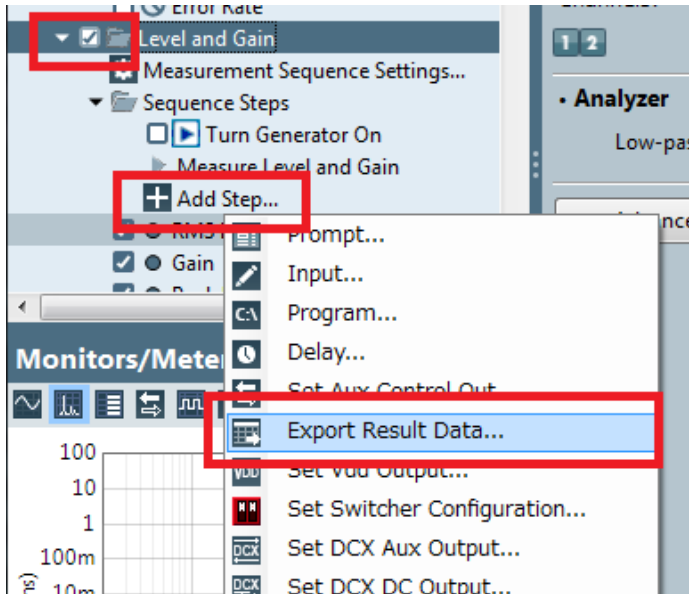 Error Rate
Level and Gain
Measurement Sequence Settings...
Sequence Steps
Turn Generator On
Measure Level and Gain
Add Step...
Gain
1 2
Analyzer
Low-pas
Prompt...
Input...
C:\ Program...
Delay...
Set Aux Control Out
Export Result Data...
VDD Set Vdd Output...
Set Switcher Configuration...
DCX Set DCX Aux Output...
DCX Set DCX DC Output...
Monitors/Mete
100
10
1
100m
10m